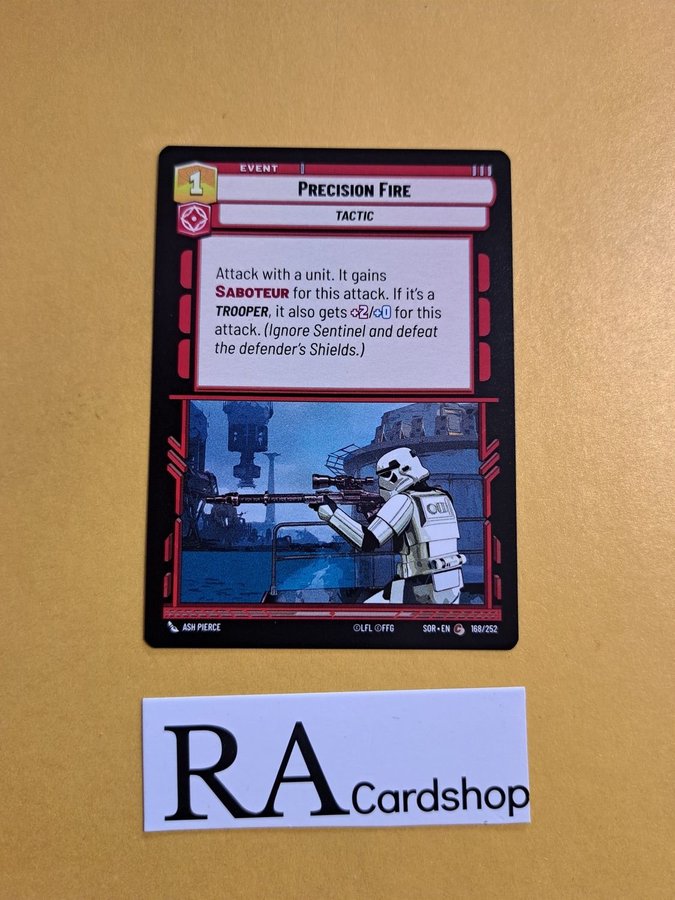 EVENT
1
PRECISION FIRE
TACTIC
Attack with a unit. It gains
SABOTEUR for this attack. If it's a
TROOPER, it also gets +2/+0 for this
attack. (Ignore Sentinel and defeat
the defender's Shields.)
ASH PIERCE
©LFL ©FFG
SOR • EN C 168/252
RA Cardshop